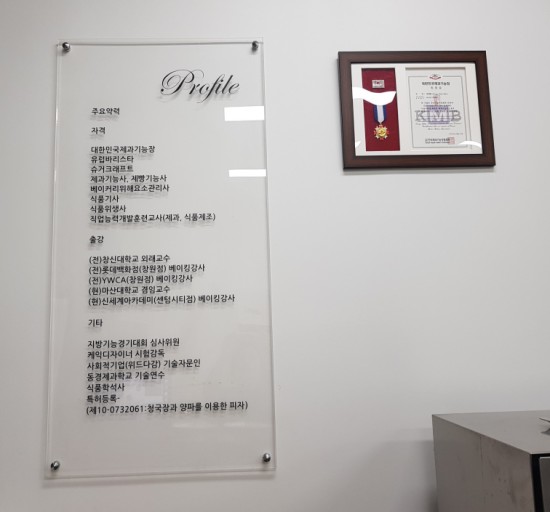 Profile
주요약력
자격
대한민국제과기능장
유럽바리스타
슈거크래프트
제과기능사, 제빵기능사
베이커리위해요소관리사
식품기사
식품위생사
직업능력개발훈련교사(제과, 식품제조)
출강
(전)창신대학교 외래교수
(전)롯데백화점(창원점) 베이킹강사
(전)YWCA(창원점) 베이킹강사
(현)마산대학교 겸임교수
(현)신세계아카데미(센텀시티점) 베이킹강사
기타
지방기능경기대회 심사위원
케익디자이너 시험감독
사회적기업(위드다감) 기술자문인
동경제과학교 기술연수
식품학석사
특허등록-
(제10-0732061:청국장과 양파를 이용한 피자)
KMB